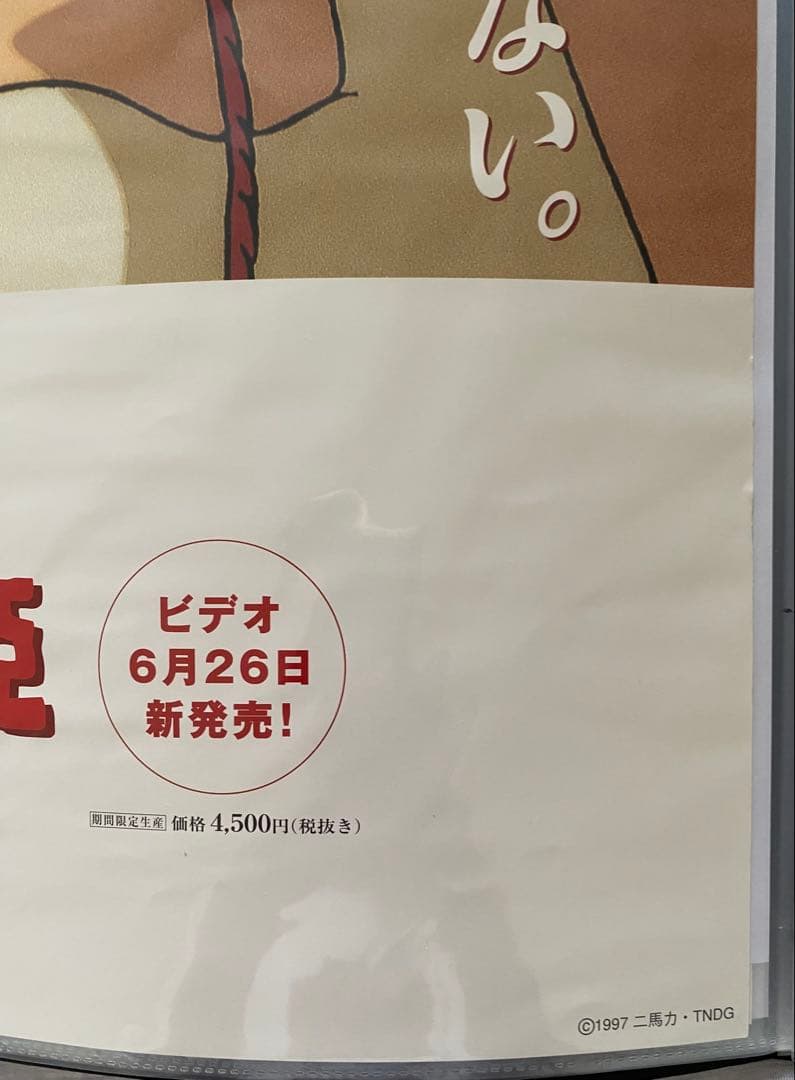 ない。
ビデオ
6月26日
新発売!
期間限定生産 価格 4,500円(税抜き)
©1997 二馬力・TNDG